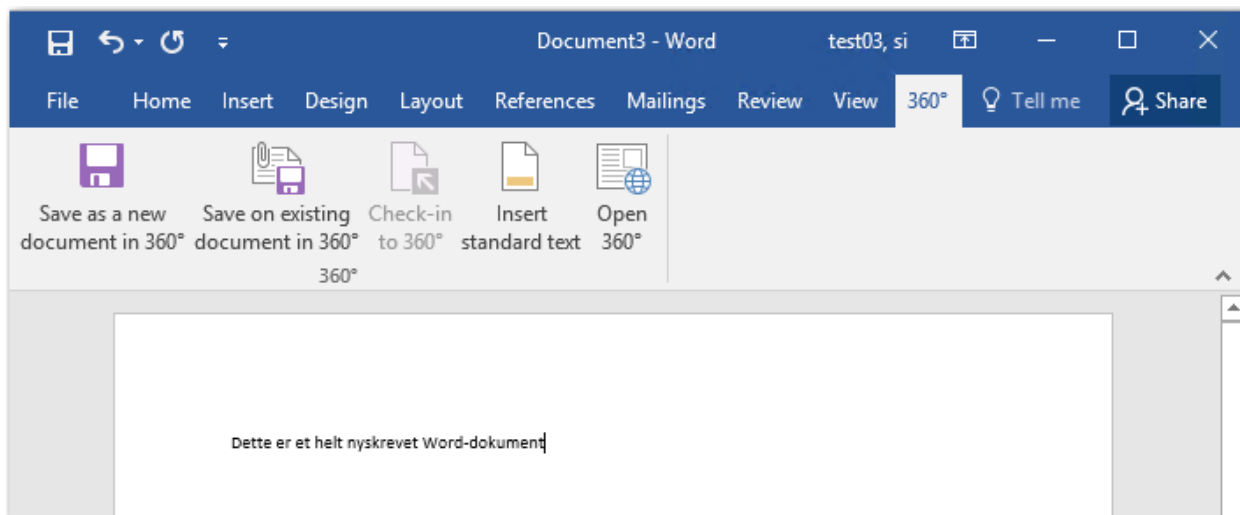 Document3 - Word test03, si
File Home Insert Design Layout References Mailings Review View 360° Tell me Share
Save as a new Save on existing Check-in Insert Open
document in 360° document in 360° to 360° standard text 360°
360°
Dette er et helt nyskrevet Word-dokument